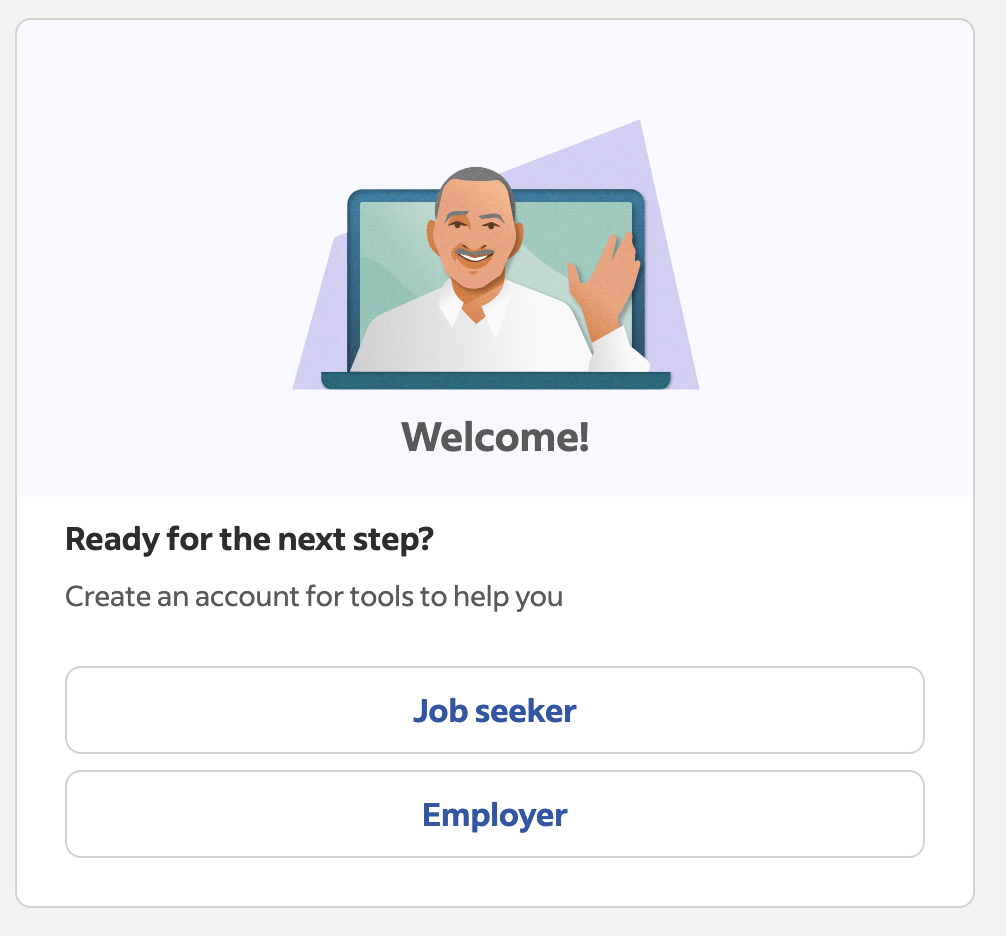 Welcome!
Ready for the next step?
Create an account for tools to help you
Job seeker
Employer